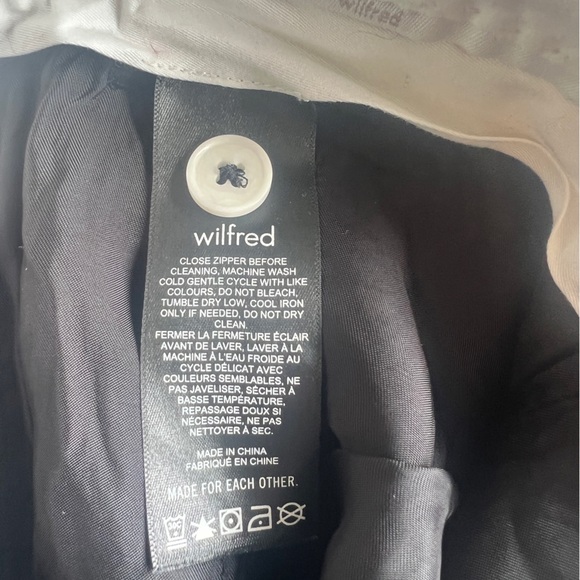 wilfred
wilfred
CLOSE ZIPPER BEFORE
CLEANING, MACHINE WASH
COLD GENTLE CYCLE WITH LIKE
COLOURS, DO NOT BLEACH,
TUMBLE DRY LOW, COOL IRON
ONLY IF NEEDED, DO NOT DRY
CLEAN.
FERMER LA FERMETURE ÉCLAIR
AVANT DE LAVER, LAVER À LA
MACHINE À L'EAU FROIDE AU
CYCLE DÉLICAT AVEC
COULEURS SEMBLABLES, NE
PAS JAVELISER, SÉCHER À
BASSE TEMPÉRATURE,
REPASSAGE DOUX SI
NÉCESSAIRE, NE PAS
NETTOYER À SEC.
MADE IN CHINA
FABRIQUÉ EN CHINE
MADE FOR EACH OTHER.
30C